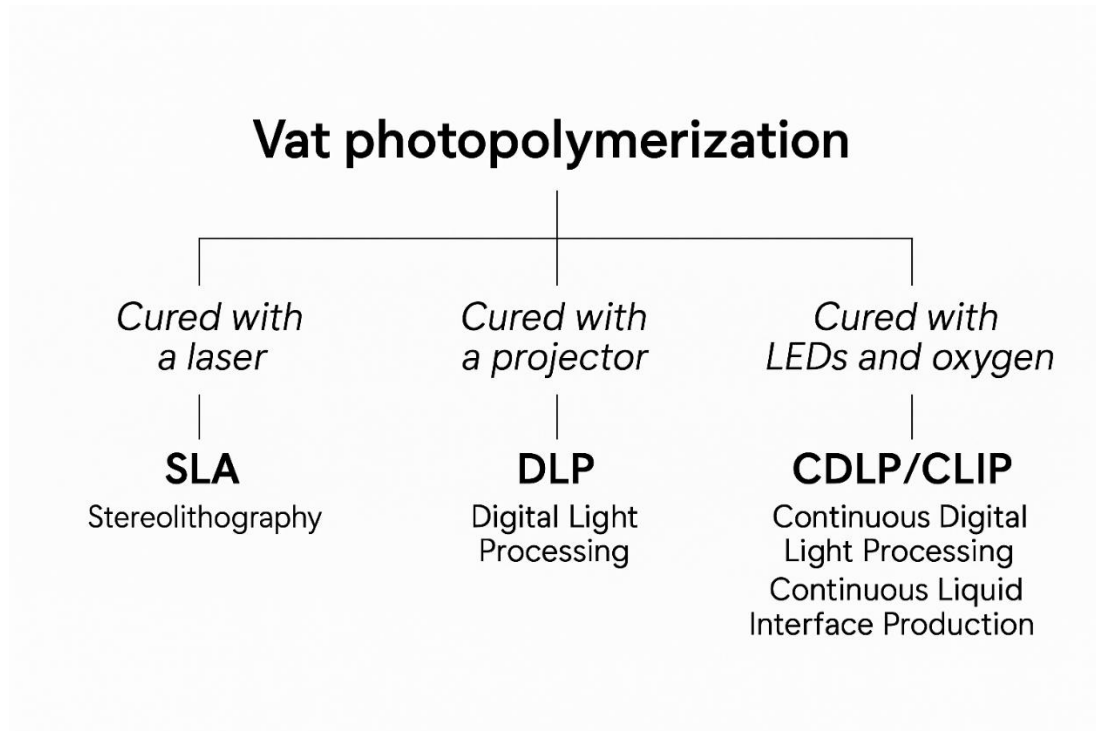 Vat photopolymerization
Cured with
a laser
SLA
Stereolithography
Cured with
a projector
DLP
Digital Light
Processing
Cured with
LEDs and oxygen
CDLP/CLIP
Continuous Digital
Light Processing
Continuous Liquid
Interface Production